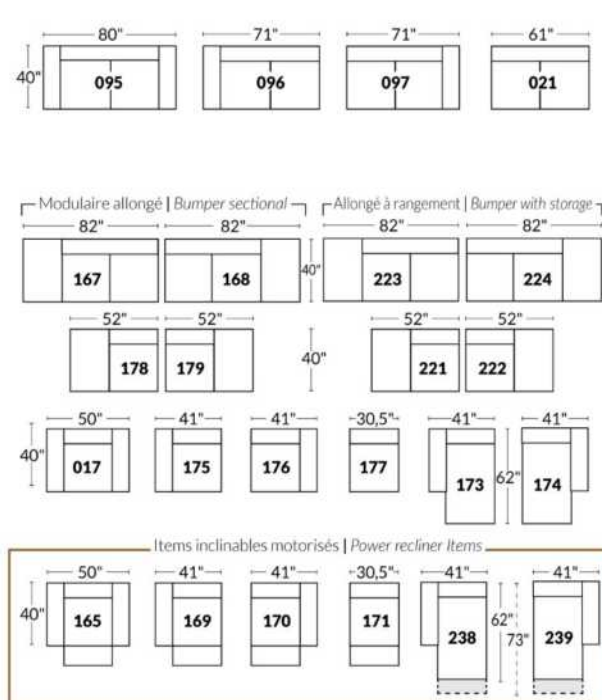 80" 71" 71" 61"
40" 095 096 097 021
Modulaire allongé | Bumper sectional Allongé à rangement | Bumper with storage
82" 82" 82" 82"
167 168 40" 223 224
52" 52" 52" 52"
178 179 40" 221 222
50" 41" 41" 30,5" 41" 41"
40" 017 175 176 177 173 62" 174
Items inclinables motorisés | Power recliner Items
50" 41" 41" 30,5" 41" 41"
40" 165 169 170 171 238 62" 73" 239